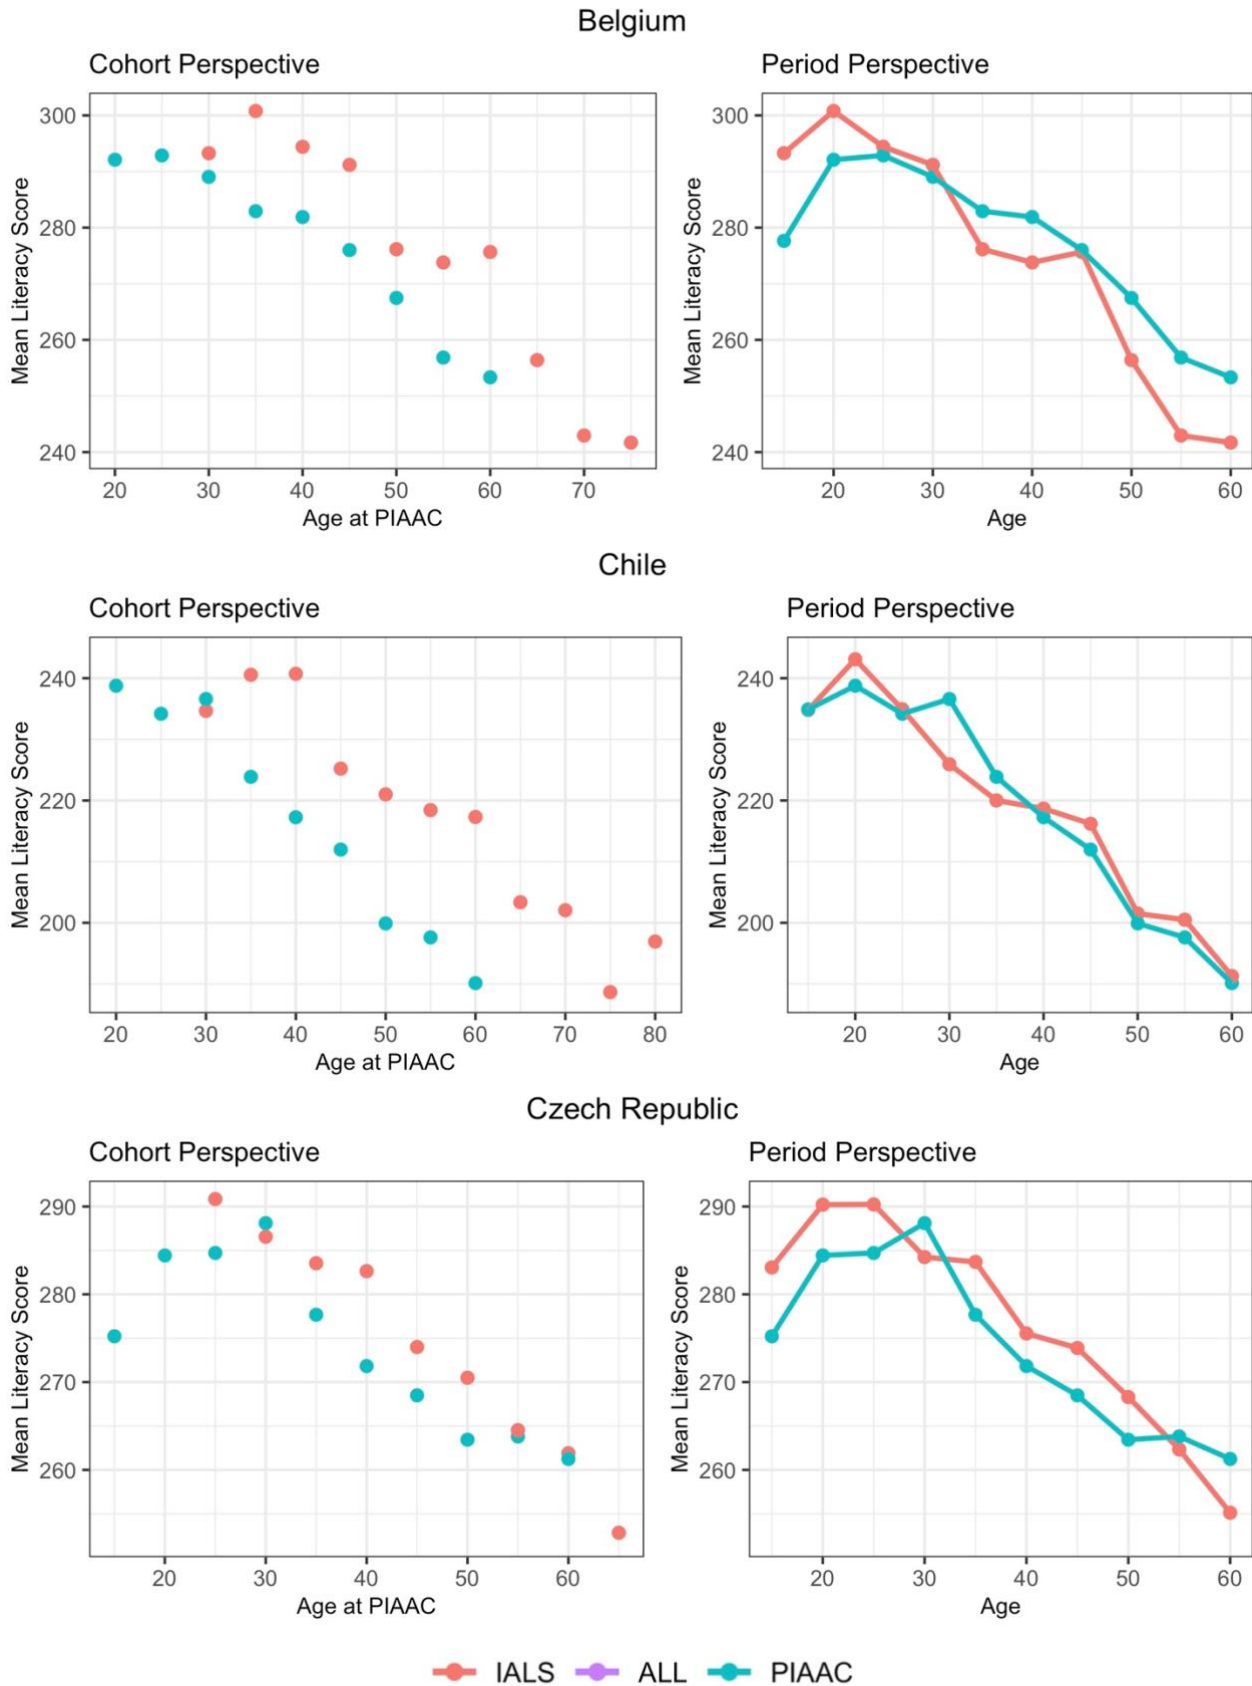 Belgium
Cohort Perspective
Period Perspective
Mean Literacy Score
300
280
260
240
20 30 40 50 60 70
Age at PIAAC
Mean Literacy Score
300
280
260
240
20 30 40 50 60
Age
Chile
Cohort Perspective
Period Perspective
Mean Literacy Score
240
220
200
20 30 40 50 60 70 80
Age at PIAAC
Mean Literacy Score
240
220
200
20 30 40 50 60
Age
Czech Republic
Cohort Perspective
Period Perspective
Mean Literacy Score
290
280
270
260
20 30 40 50 60
Age at PIAAC
Mean Literacy Score
290
280
270
260
20 30 40 50 60
Age
IALS ALL PIAAC